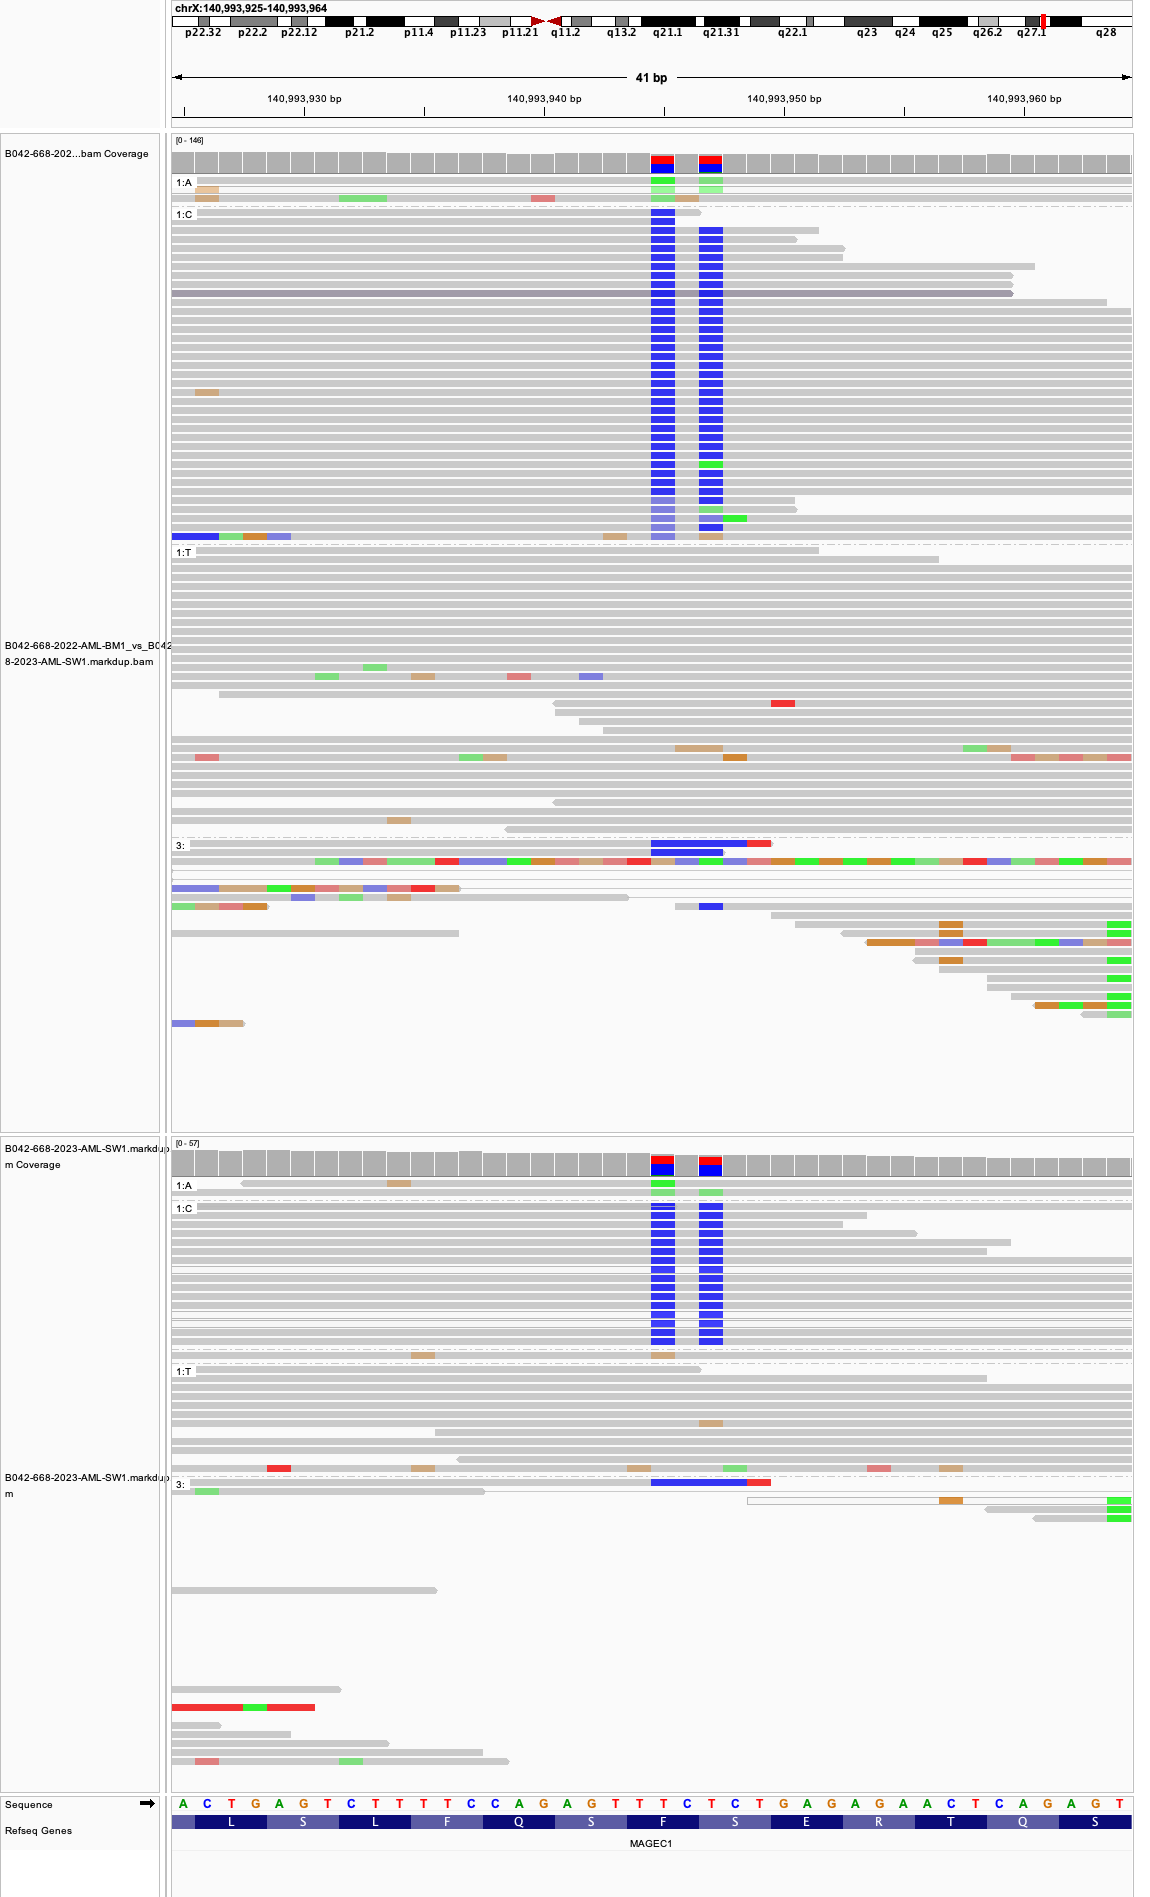 chrX:140,993,925-140,993,964
p22.32 p22.2 p22.12 p21.2 p11.4 p11.23 p11.21 q11.2 q13.2 q21.1 q21.31 q22.1 q23 q24 q25 q26.2 q27.1 q28
41 bp
140,993,930 bp 140,993,940 bp 140,993,950 bp 140,993,960 bp
[0 - 146]
B042-668-202...bam Coverage
1:A
1:C
1:T
B042-668-2022-AML-BM1_vs_B042
8-2023-AML-SW1.markdup.bam
3:
[0 - 57]
B042-668-2023-AML-SW1.markdup
m Coverage
1:A
1:C
1:T
B042-668-2023-AML-SW1.markdup
3:
m
Sequence A C T G A G T C T T T T C C A G A G T T T C T C T G A G A G A A C T C A G A G T
Refseq Genes L S L F Q S F S E R T Q S
MAGEC1